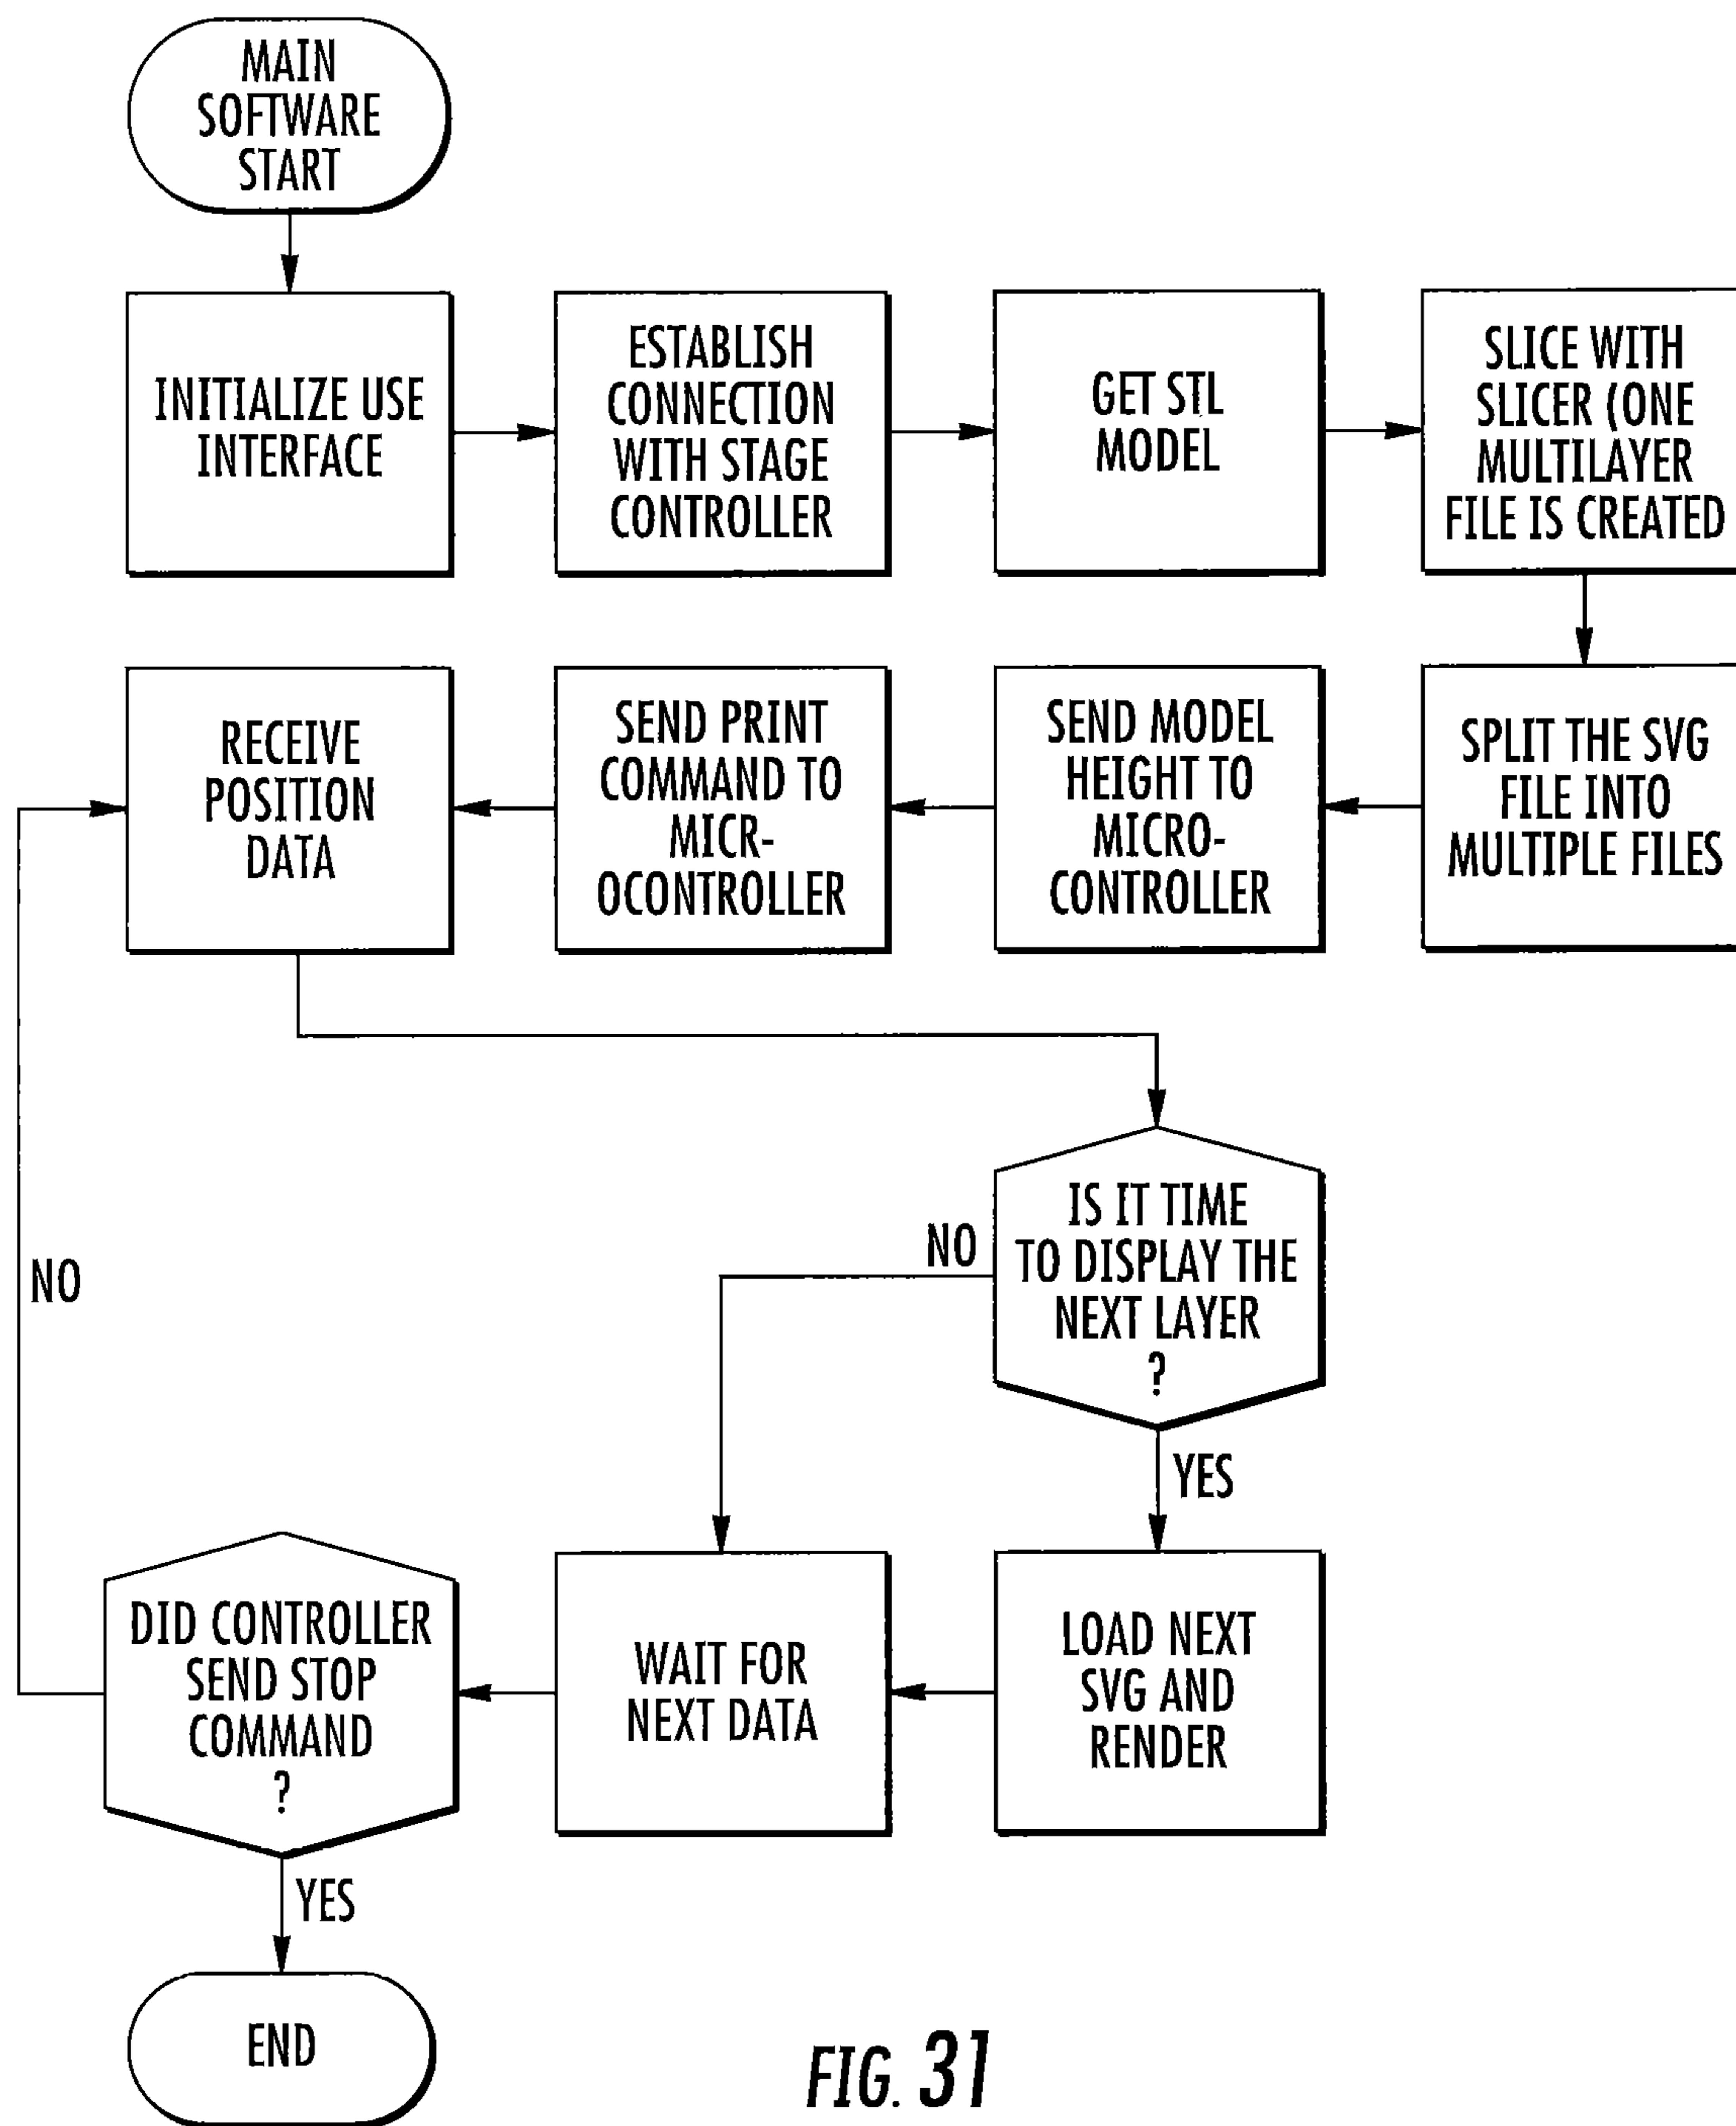 MAIN
SOFTWARE
START
INITIALIZE USE
INTERFACE
ESTABLISH
CONNECTION
WITH STAGE
CONTROLLER
GET STL
MODEL
SLICE WITH
SLICER (ONE
MULTILAYER
FILE IS CREATED
SPLIT THE SVG
FILE INTO
MULTIPLE FILES
SEND MODEL
HEIGHT TO
MICRO-
CONTROLLER
SEND PRINT
COMMAND TO
MICR-
OCONTROLLER
RECEIVE
POSITION
DATA
IS IT TIME
TO DISPLAY THE
NEXT LAYER
?
NO
YES
LOAD NEXT
SVG AND
RENDER
WAIT FOR
NEXT DATA
DID CONTROLLER
SEND STOP
COMMAND
?
NO
YES
END
FIG. 31